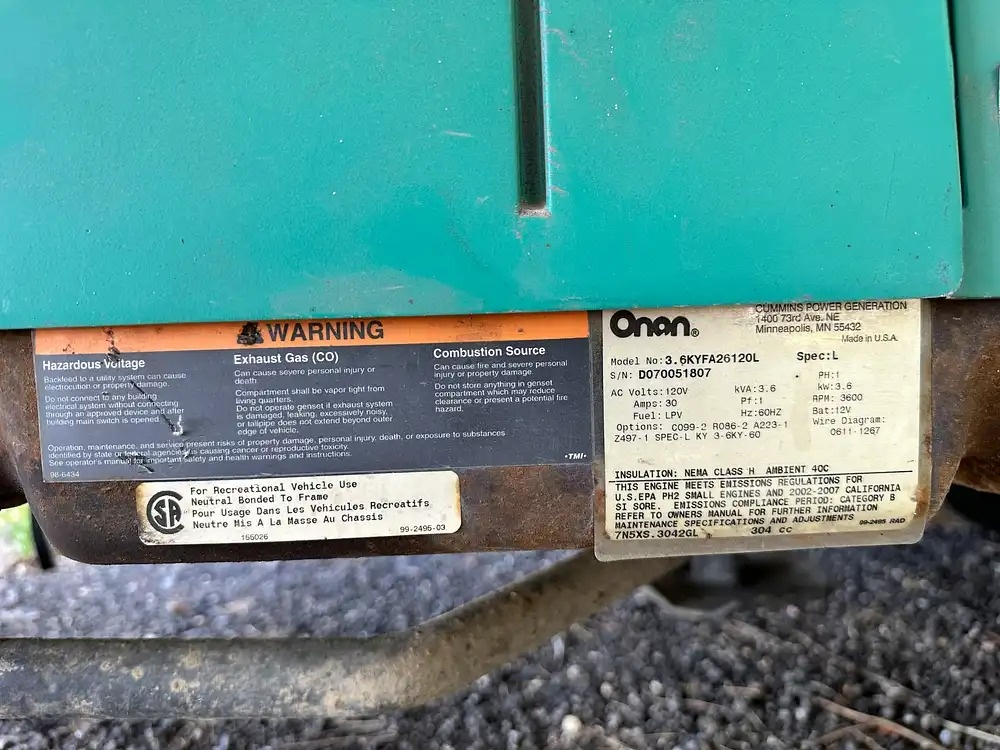 WARNING
Hazardous Voltage
Backfeed to a utility system can cause
electrocution or property damage.
Do not connect to any building
electrical system without connecting
through an approved device and after
building main switch is opened.
Exhaust Gas (CO)
Can cause severe personal injury or
death
Compartment shall be vapor tight from
living quarters.
Do not operate genset if exhaust system
is damaged, leaking, excessively noisy,
or tailpipe does not extend beyond outer
edge of vehicle.
Combustion Source
Can cause fire and severe personal
injury or property damage.
Do not store anything in genset
compartment which may reduce
clearance or present a potential fire
hazard.
Operation, maintenance, and service present risks of property damage, personal injury, death, or exposure to substances
identified by state or federal agencies as causing cancer or reproductive toxicity.
See operator's manual for important safety and health warnings and instructions.
98-6434
•TMI•
SA
For Recreational Vehicle Use
Neutral Bonded To Frame
Pour Usage Dans Les Vehicules Recreatifs
Neutre Mis A La Masse Au Chassis
155026
99-2495-03
Onan®
CUMMINS POWER GENERATION
1400 73rd Ave. NE
Minneapolis, MN 55432
Made in U.S.A.
Model No: 3.6KYFA26120L Spec: L
S/N: D070051807
AC Volts: 120V PH: 1
kVA: 3.6 kW: 3.6
Amps: 30 Pf: 1 RPM: 3600
Fuel: LPV Hz: 60HZ Bat: 12V
Options: C099-2 R086-2 A223-1 Wire Diagram:
Z497-1 SPEC-L KY 3-6KY-60 0611-1267
INSULATION: NEMA CLASS H AMBIENT 40C
THIS ENGINE MEETS EMISSIONS REGULATIONS FOR
U.S.EPA PH2 SMALL ENGINES AND 2002-2007 CALIFORNIA
SI SORE. EMISSIONS COMPLIANCE PERIOD: CATEGORY B
REFER TO OWNERS MANUAL FOR FURTHER INFORMATION
MAINTENANCE SPECIFICATIONS AND ADJUSTMENTS 99-2485 RAD
7N5XS.3042GL 304 cc